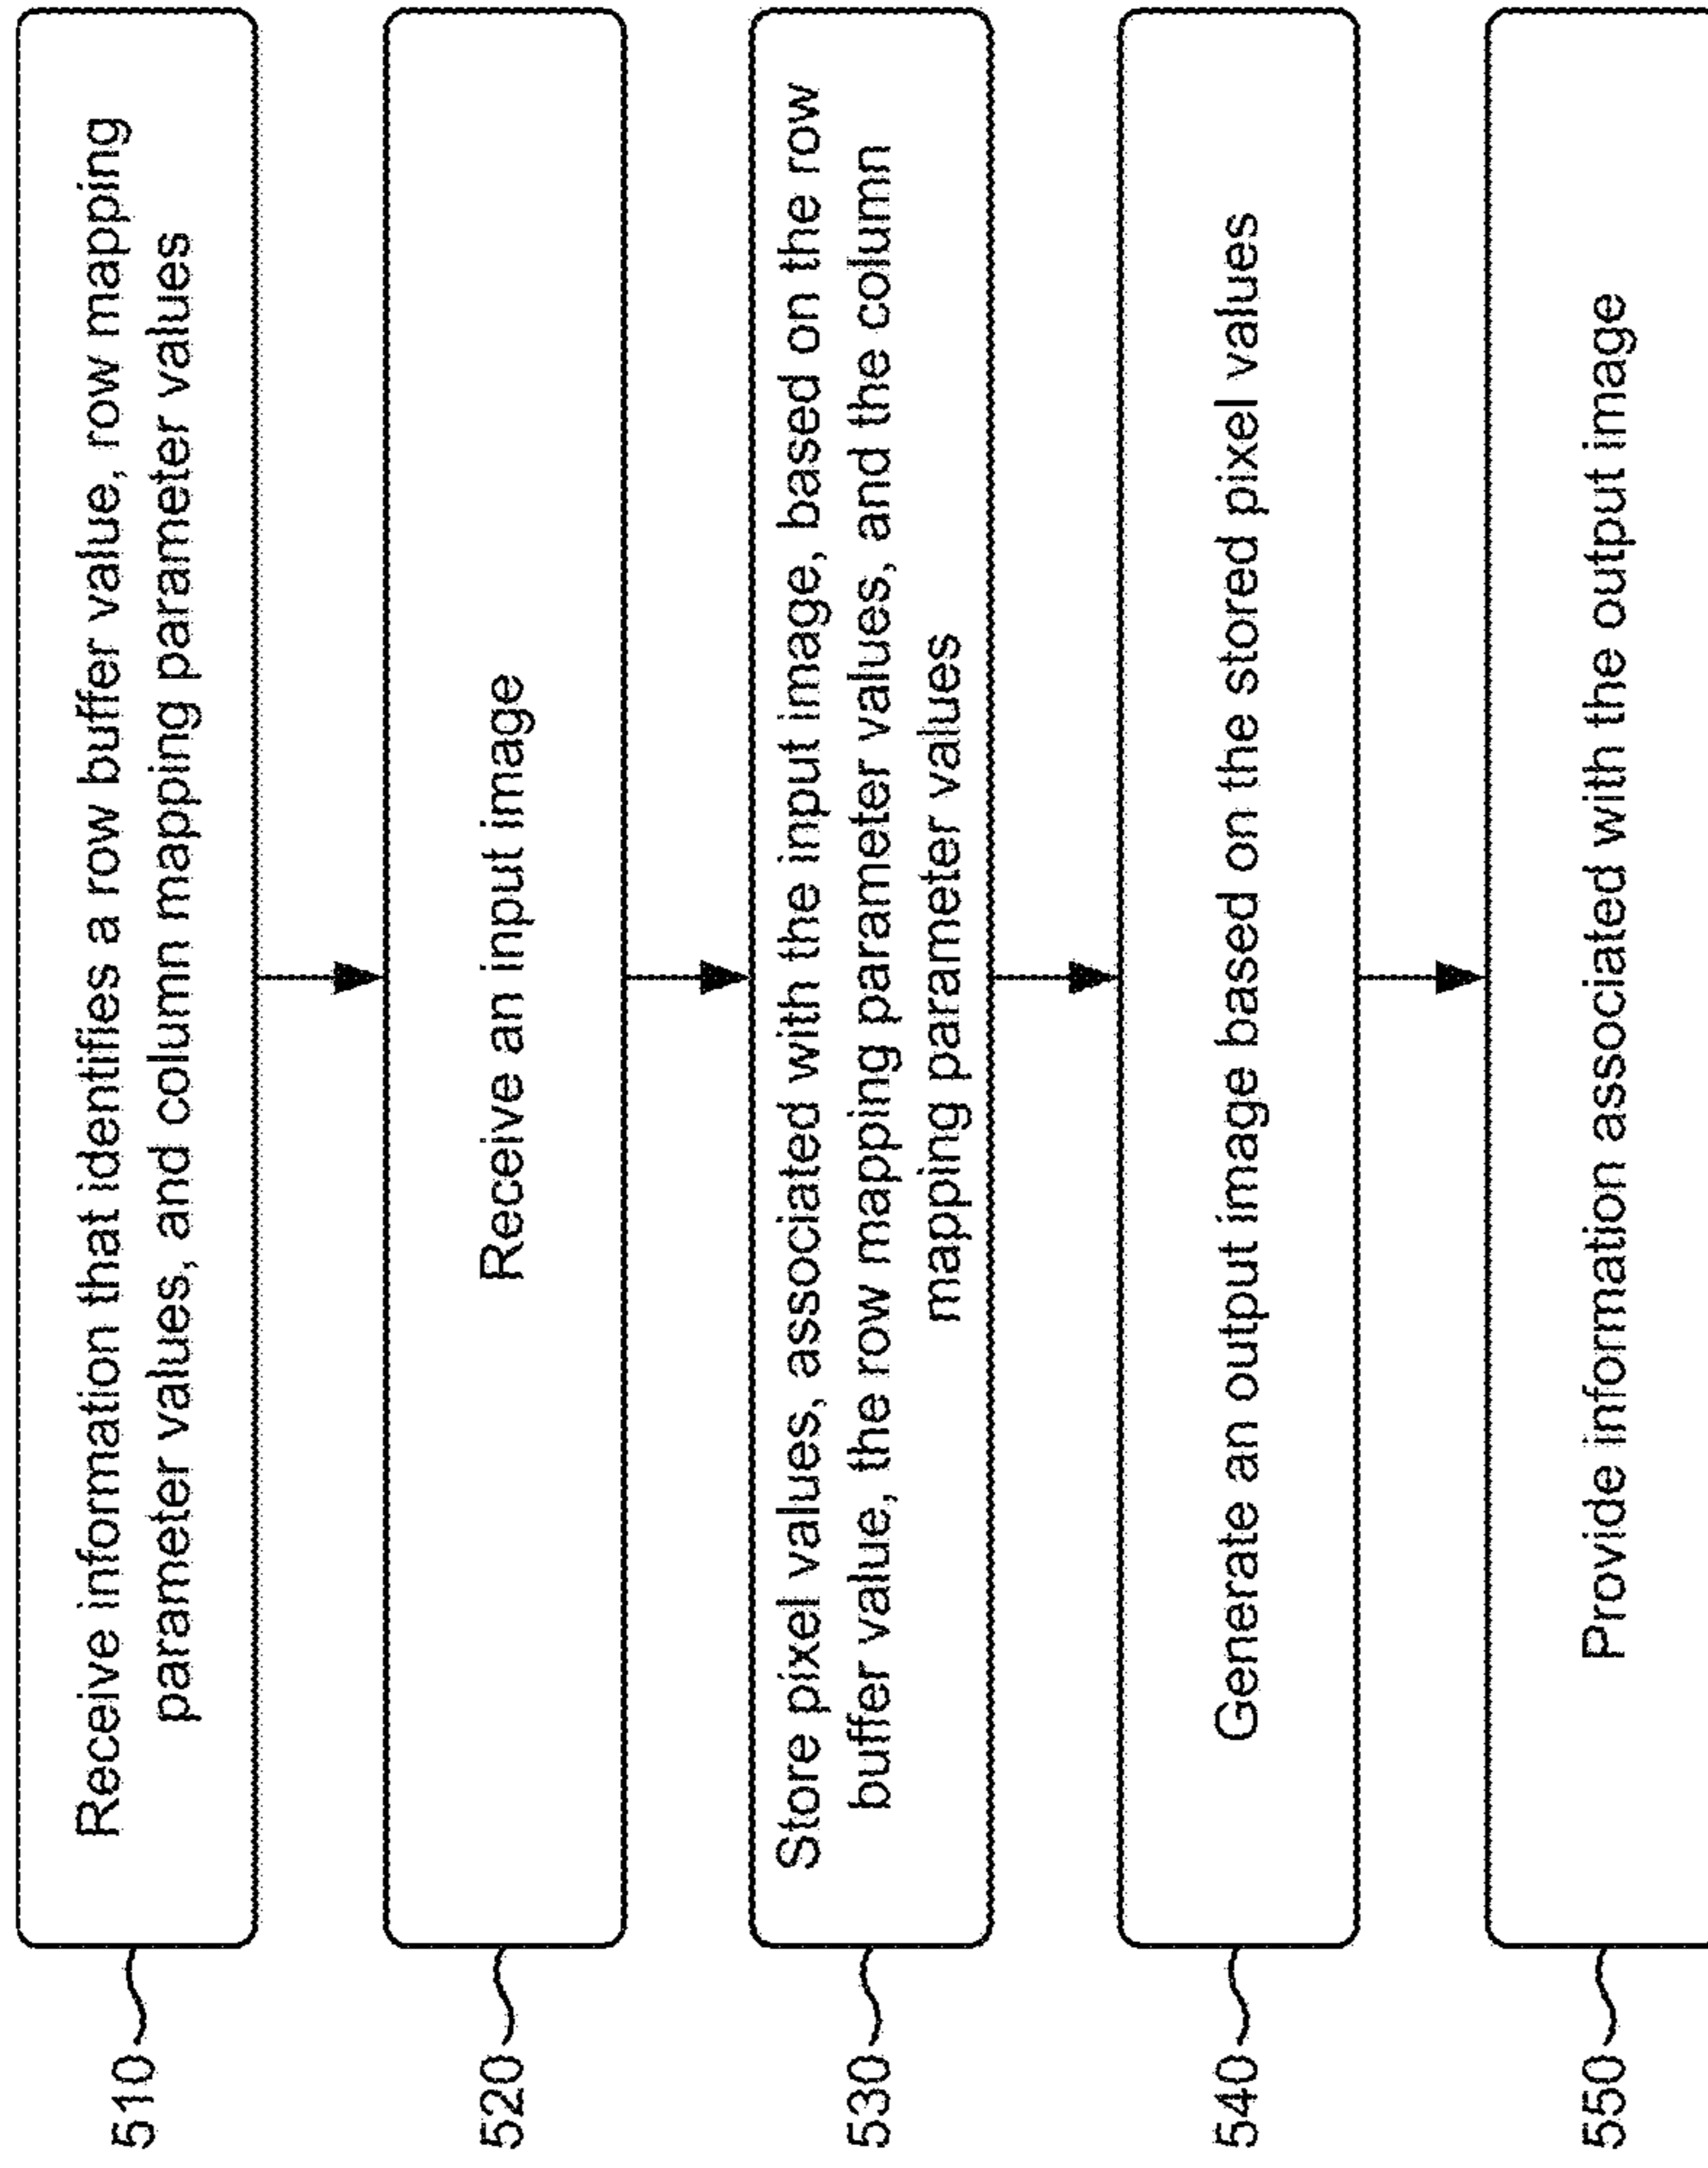 510
Receive information that identifies a row buffer value, row mapping
parameter values, and column mapping parameter values
520
Receive an input image
530
Store pixel values, associated with the input image, based on the row
buffer value, the row mapping parameter values, and the column
mapping parameter values
540
Generate an output image based on the stored pixel values
550
Provide information associated with the output image